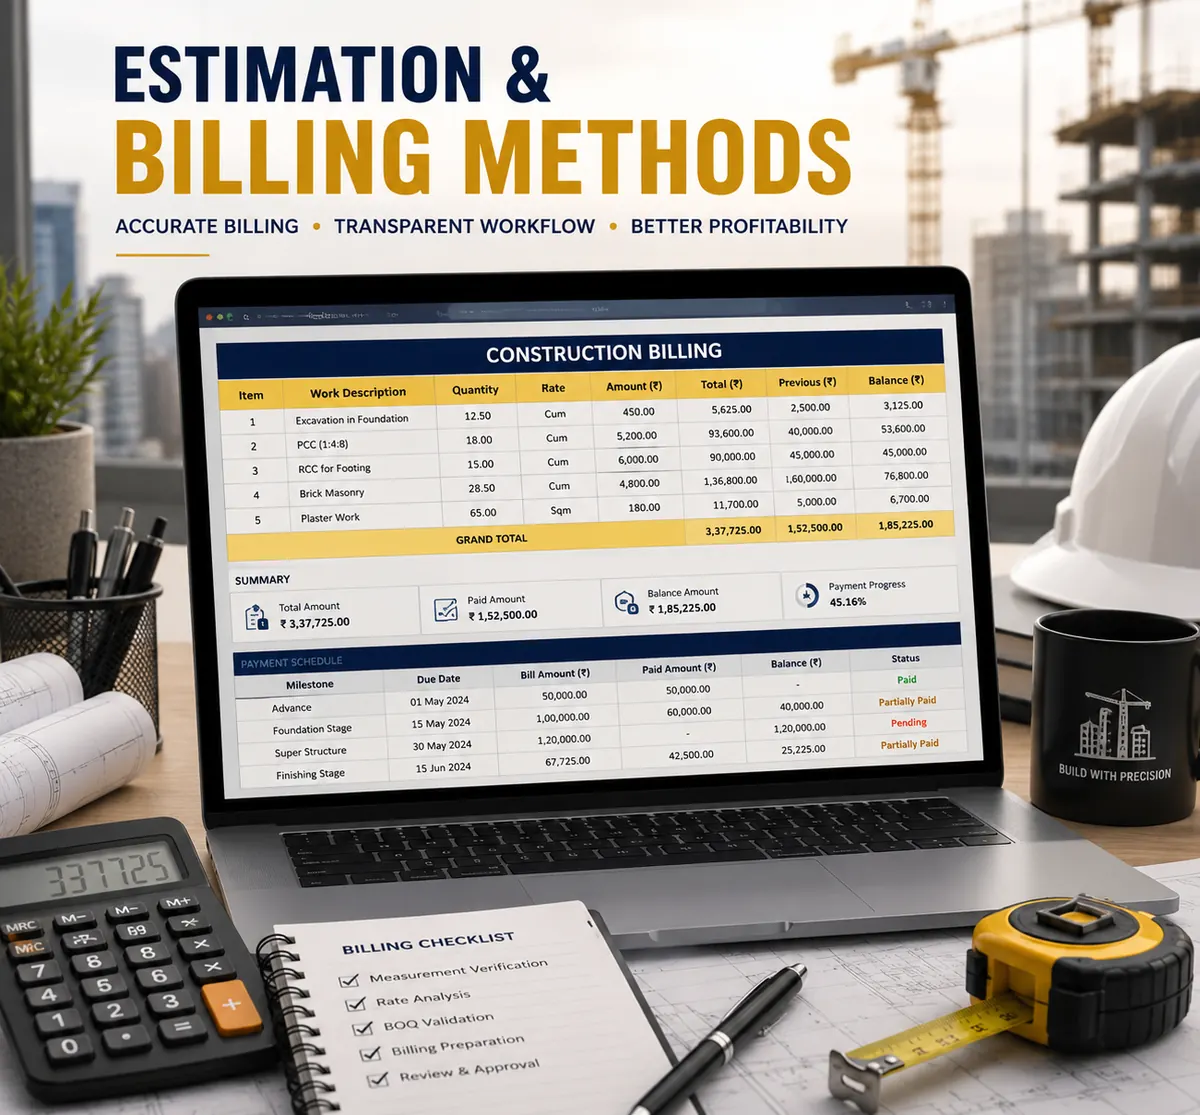 ESTIMATION &
BILLING METHODS
ACCURATE BILLING • TRANSPARENT WORKFLOW • BETTER PROFITABILITY
CONSTRUCTION BILLING
Item Work Description Quantity Rate Amount (₹) Total (₹) Previous (₹) Balance (₹)
1 Excavation in Foundation 12.50 Cum 450.00 5,625.00 2,500.00 3,125.00
2 PCC (1:4:8) 18.00 Cum 5,200.00 93,600.00 40,000.00 53,600.00
3 RCC for Footing 15.00 Cum 6,000.00 90,000.00 45,000.00 45,000.00
4 Brick Masonry 28.50 Cum 4,800.00 1,36,800.00 1,60,000.00 76,800.00
5 Plaster Work 65.00 Sqm 180.00 11,700.00 5,000.00 6,700.00
GRAND TOTAL 3,37,725.00 1,52,500.00 1,85,225.00
SUMMARY
Total Amount
₹ 3,37,725.00
Paid Amount
₹ 1,52,500.00
Balance Amount
₹ 1,85,225.00
Payment Progress
45.16%
PAYMENT SCHEDULE
Milestone Due Date Bill Amount (₹) Paid Amount (₹) Balance (₹) Status
Advance 01 May 2024 50,000.00 50,000.00 - Paid
Foundation Stage 15 May 2024 1,00,000.00 60,000.00 40,000.00 Partially Paid
Super Structure 30 May 2024 1,20,000.00 - 1,20,000.00 Pending
Finishing Stage 15 Jun 2024 67,725.00 42,500.00 25,225.00 Partially Paid
BUILD WITH PRECISION
337725
MRC M- M- M+
7 8 8 ×
4 5 6 ×
1 2 3 +
0 • =
BILLING CHECKLIST
Measurement Verification
Rate Analysis
BOQ Validation
Billing Preparation
Review & Approval